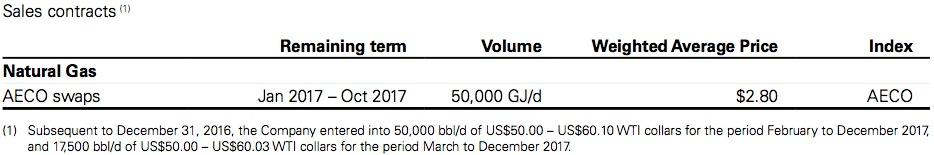 Sales contracts (1)
Remaining term Volume Weighted Average Price Index
Natural Gas
AECO swaps Jan 2017 – Oct 2017 50,000 GJ/d $2.80 AECO
(1) Subsequent to December 31, 2016, the Company entered into 50,000 bbl/d of US$50.00 – US$60.10 WTI collars for the period February to December 2017,
and 17,500 bbl/d of US$50.00 – US$60.03 WTI collars for the period March to December 2017.